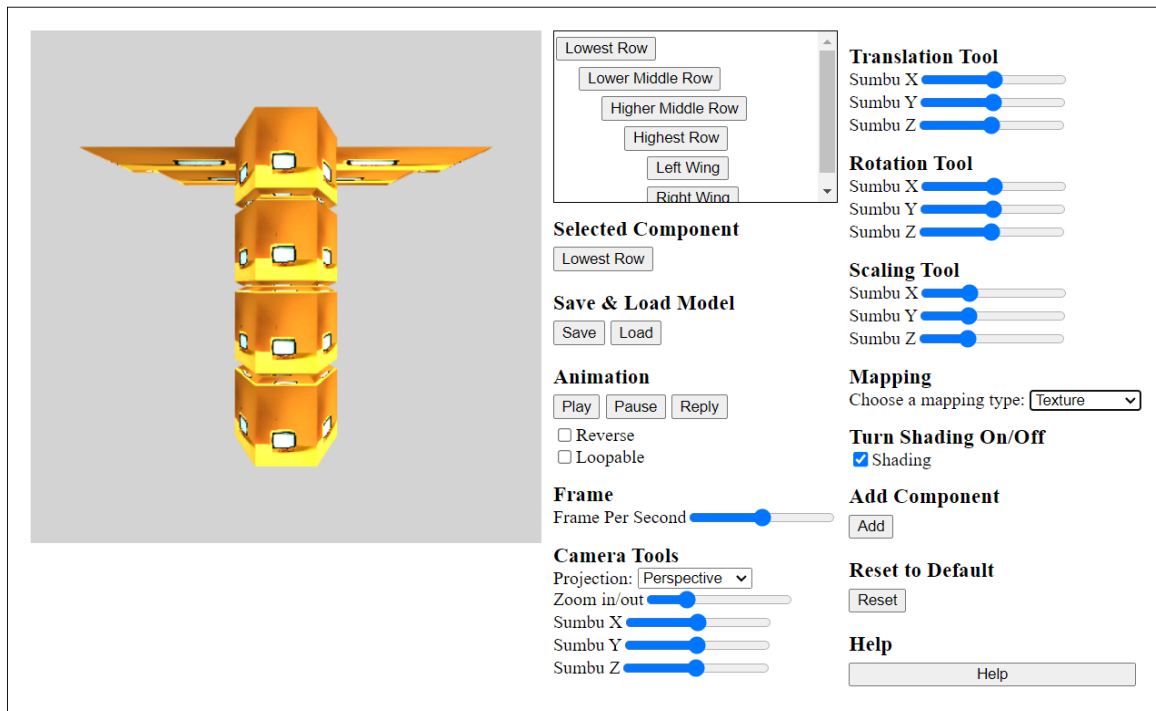 Lowest Row
Lower Middle Row
Higher Middle Row
Highest Row
Left Wing
Right Wing
Selected Component
Lowest Row
Save & Load Model
Save Load
Animation
Play Pause Reply
Reverse
Loopable
Frame
Frame Per Second
Camera Tools
Projection: Perspective
Zoom in/out
Sumbu X
Sumbu Y
Sumbu Z
Translation Tool
Sumbu X
Sumbu Y
Sumbu Z
Rotation Tool
Sumbu X
Sumbu Y
Sumbu Z
Scaling Tool
Sumbu X
Sumbu Y
Sumbu Z
Mapping
Choose a mapping type: Texture
Turn Shading On/Off
Shading
Add Component
Add
Reset to Default
Reset
Help
Help